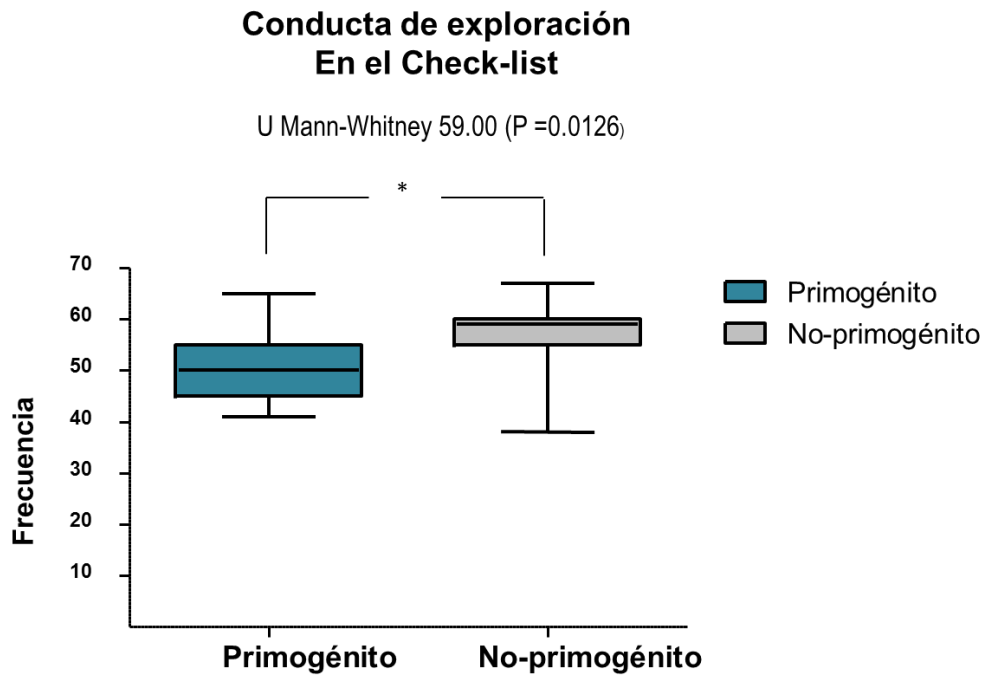 Conducta de exploración
En el Check-list
U Mann-Whitney 59.00 (P =0.0126)
*
70
60
50
40
30
20
10
Frecuencia
Primogénito
No-primogénito
Primogénito
No-primogénito